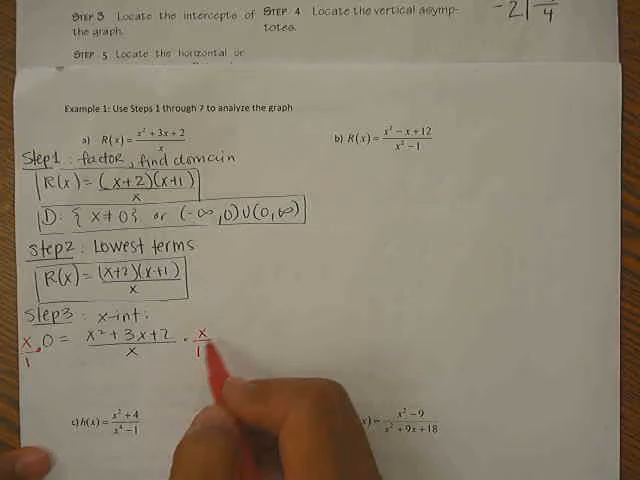 STEP 3 Locate the intercepts of the graph.
STEP 4 Locate the vertical asymptotes.
STEP 5 Locate the horizontal or
-2 | 4
Example 1: Use Steps 1 through 7 to analyze the graph
a) R(x) = (x² + 3x + 2)/x
b) R(x) = (x² − x + 12)/(x² − 1)
Step1: factor, find domain
R(x) = (x+2)(x+1)/x
D: { x ≠ 0 } or (-∞, 0) ∪ (0, ∞)
Step2: Lowest terms
R(x) = (x+2)(x+1)/x
Step3: x-int:
x/1 · 0 = (x² + 3x + 2)/x · x/1
c) h(x) = (x² + 4)/(x⁴ − 1)
x) = (x² − 9)/(x² + 9x + 18)